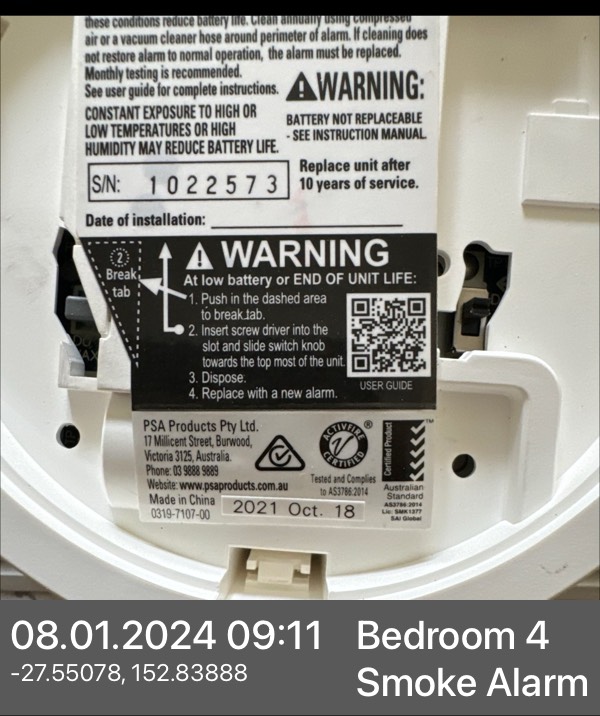 these conditions reduce battery life. Clean annually using compressed
air or a vacuum cleaner hose around perimeter of alarm. If cleaning does
not restore alarm to normal operation, the alarm must be replaced.
Monthly testing is recommended.
See user guide for complete instructions.
CONSTANT EXPOSURE TO HIGH OR
LOW TEMPERATURES OR HIGH
HUMIDITY MAY REDUCE BATTERY LIFE.
WARNING:
BATTERY NOT REPLACEABLE
- SEE INSTRUCTION MANUAL.
S/N: 1022573
Replace unit after
10 years of service.
Date of installation:
2
Break
tab
WARNING
At low battery or END OF UNIT LIFE:
1. Push in the dashed area
to break tab.
2. Insert screw driver into the
slot and slide switch knob
towards the top most of the unit.
3. Dispose.
4. Replace with a new alarm.
USER GUIDE
PSA Products Pty Ltd.
17 Millicent Street, Burwood,
Victoria 3125, Australia.
Phone: 03 9888 9889
Website: www.psaproducts.com.au
Made in China
0319-7107-00
2021 Oct. 18
ACTIVFIRE ®
CERTIFIED
Tested and Complies
to AS3786:2014
Certified Product
TM
Australian
Standard
AS3786:2014
Lic: SMK1377
SAI Global
08.01.2024 09:11
-27.55078, 152.83888
Bedroom 4
Smoke Alarm